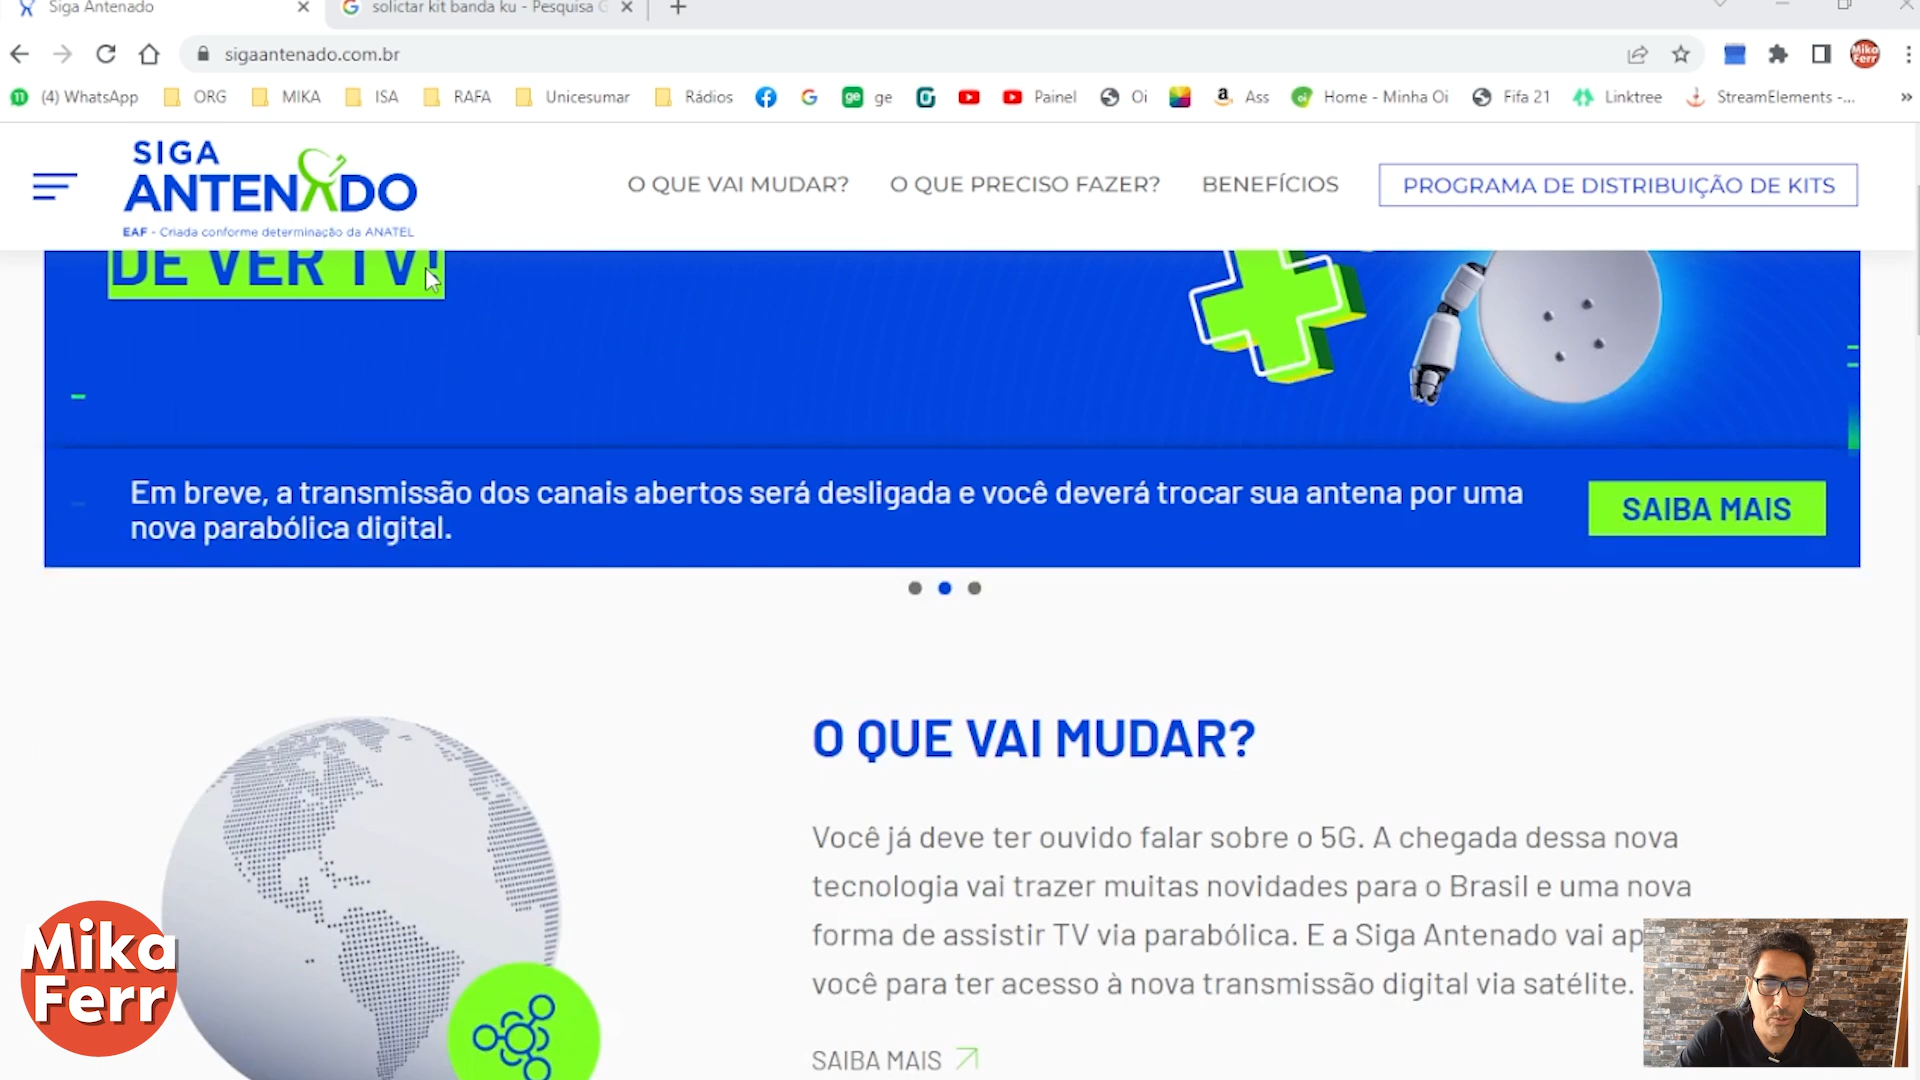 Siga Antenado
solictar kit banda ku - Pesquisa G
sigaantenado.com.br
Mika Ferr
11 (4) WhatsApp ORG MIKA ISA RAFA Unicesumar Rádios ge ge Painel Oi Ass Home - Minha Oi Fifa 21 Linktree StreamElements -... »
SIGA
ANTENADO
EAF - Criada conforme determinação da ANATEL
O QUE VAI MUDAR? O QUE PRECISO FAZER? BENEFÍCIOS PROGRAMA DE DISTRIBUIÇÃO DE KITS
DE VER TV!
Em breve, a transmissão dos canais abertos será desligada e você deverá trocar sua antena por uma
nova parabólica digital.
SAIBA MAIS
O QUE VAI MUDAR?
Você já deve ter ouvido falar sobre o 5G. A chegada dessa nova
tecnologia vai trazer muitas novidades para o Brasil e uma nova
forma de assistir TV via parabólica. E a Siga Antenado vai ap
você para ter acesso à nova transmissão digital via satélite.
SAIBA MAIS
Mika
Ferr